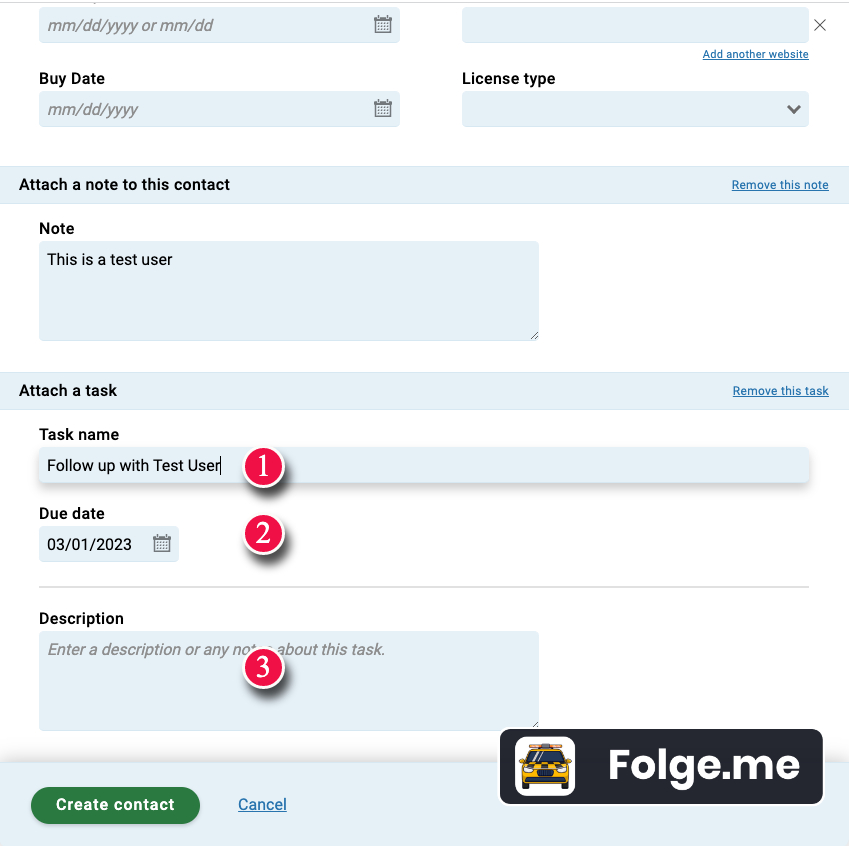 mm/dd/yyyy or mm/dd
Add another website
Buy Date
License type
mm/dd/yyyy
Attach a note to this contact
Remove this note
Note
This is a test user
Attach a task
Remove this task
Task name
Follow up with Test User
1
Due date
2
03/01/2023
Description
Enter a description or any notes about this task.
3
Folge.me
Create contact
Cancel